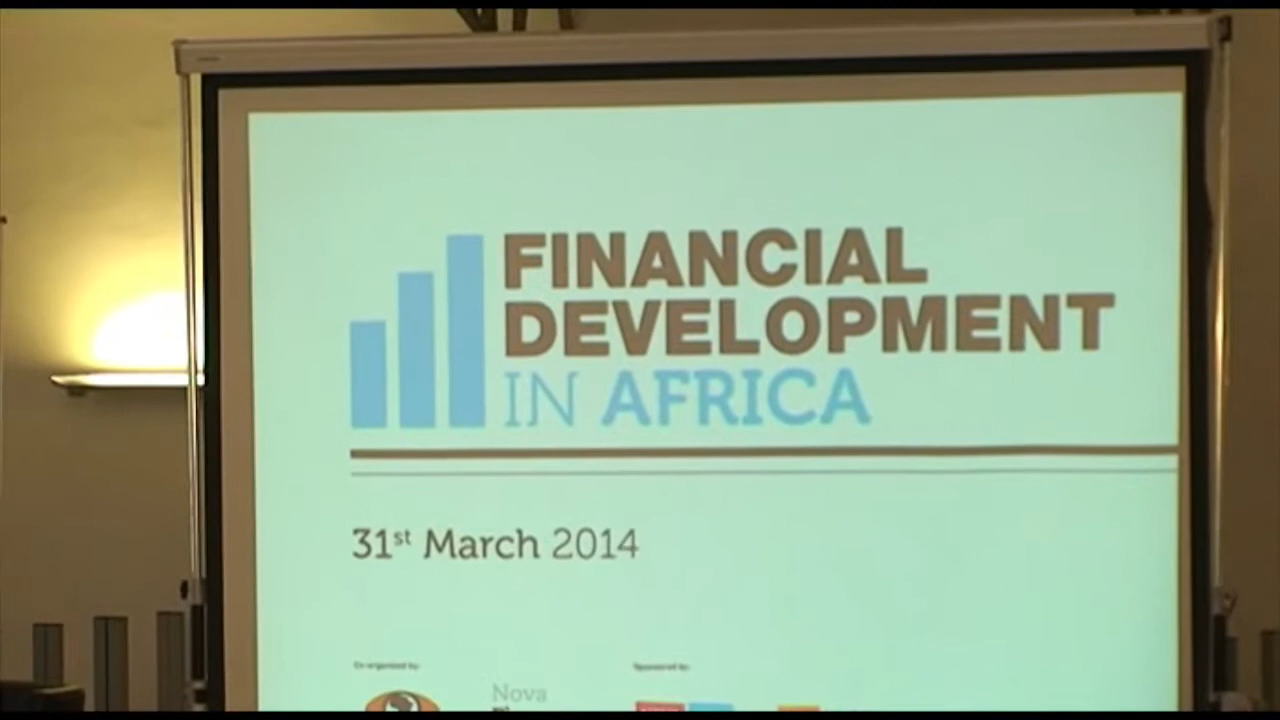 FINANCIAL
DEVELOPMENT
IN AFRICA
31st March 2014
Co-organized by:
Sponsored by:
Nova